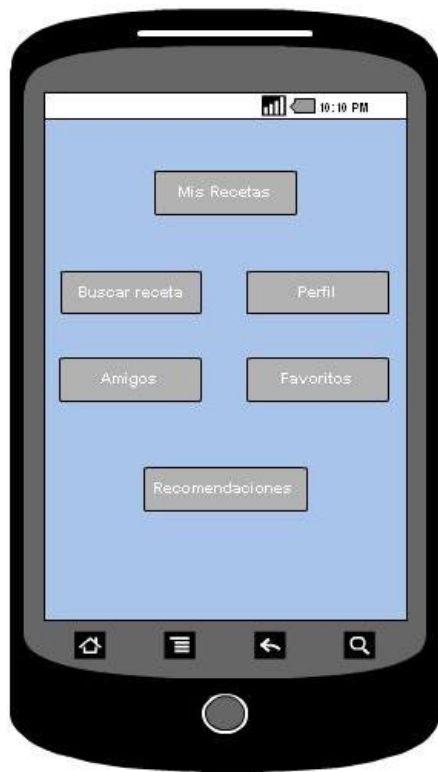 10:10 PM
Mis Recetas
Buscar receta
Perfil
Amigos
Favoritos
Recomendaciones